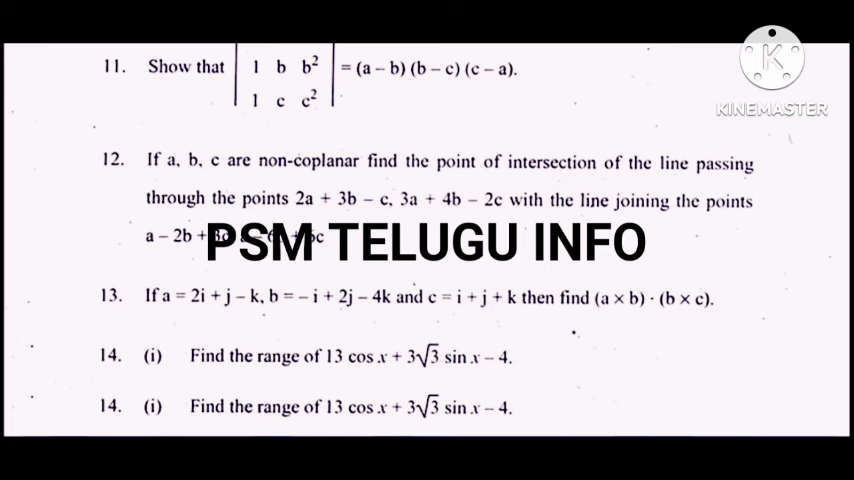 11. Show that | 1 b b² | = (a – b) (b – c) (c – a).
1 c c²
KINEMASTER
12. If a, b, c are non-coplanar find the point of intersection of the line passing
through the points 2a + 3b – c, 3a + 4b – 2c with the line joining the points
a – 2b +
PSM TELUGU INFO
13. If a = 2i + j – k, b = – i + 2j – 4k and c = i + j + k then find (a × b) · (b × c).
14. (i) Find the range of 13 cos x + 3√3 sin x – 4.
14. (i) Find the range of 13 cos x + 3√3 sin x – 4.